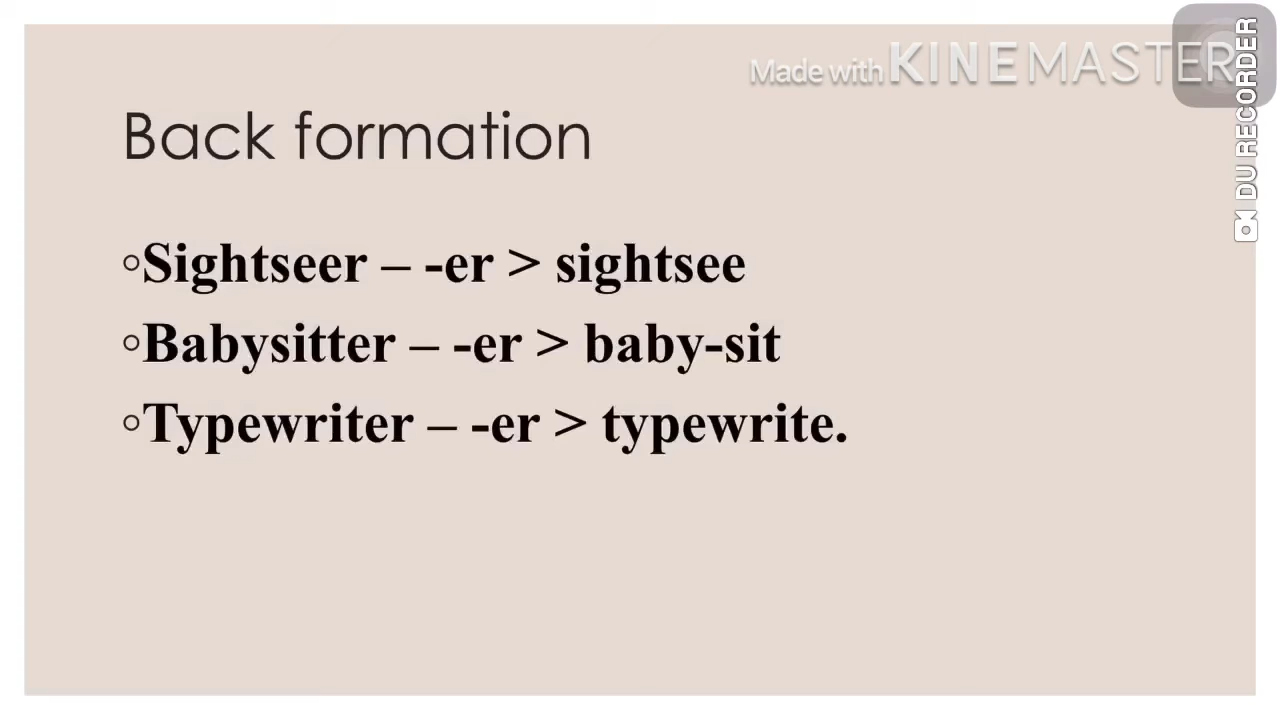 Made with KINEMASTER
DU RECORDER
Back formation
◦Sightseer – -er > sightsee
◦Babysitter – -er > baby-sit
◦Typewriter – -er > typewrite.